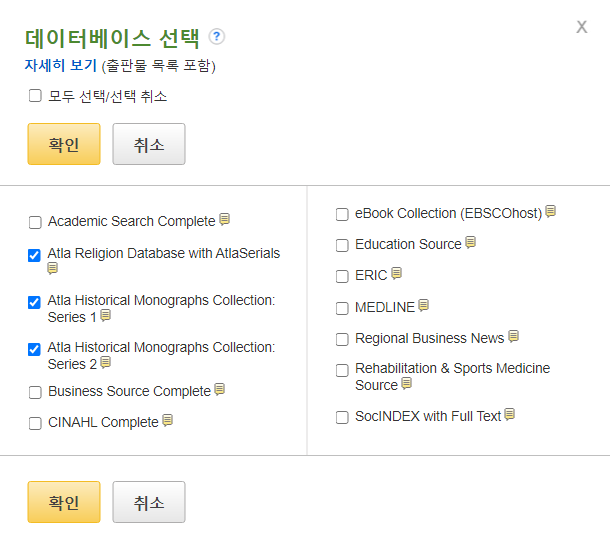 데이터베이스 선택 ?
X
자세히 보기 (출판물 목록 포함)
모두 선택/선택 취소
확인 취소
Academic Search Complete
Atla Religion Database with AtlaSerials
Atla Historical Monographs Collection:
Series 1
Atla Historical Monographs Collection:
Series 2
Business Source Complete
CINAHL Complete
eBook Collection (EBSCOhost)
Education Source
ERIC
MEDLINE
Regional Business News
Rehabilitation & Sports Medicine
Source
SocINDEX with Full Text
확인 취소